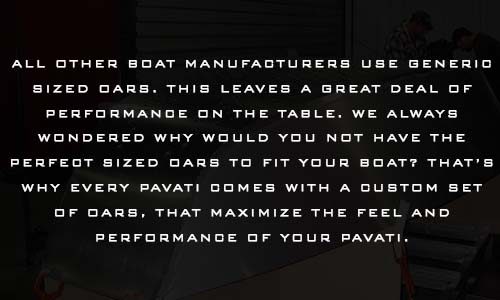 ALL OTHER BOAT MANUFACTURERS USE GENERIC
SIZED OARS. THIS LEAVES A GREAT DEAL OF
PERFORMANCE ON THE TABLE. WE ALWAYS
WONDERED WHY WOULD YOU NOT HAVE THE
PERFECT SIZED OARS TO FIT YOUR BOAT? THAT'S
WHY EVERY PAVATI COMES WITH A CUSTOM SET
OF OARS, THAT MAXIMIZE THE FEEL AND
PERFORMANCE OF YOUR PAVATI.